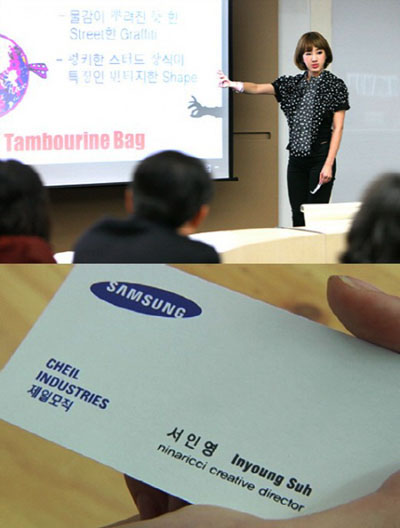 - 물감이 뿌려진 듯 한
Street한 Graffiti
- 럭키한 스터드 장식이
특징인 빈티지한 Shape
Tambourine Bag
SAMSUNG
CHEIL
INDUSTRIES
제일모직
서인영 Inyoung Suh
ninaricci creative director